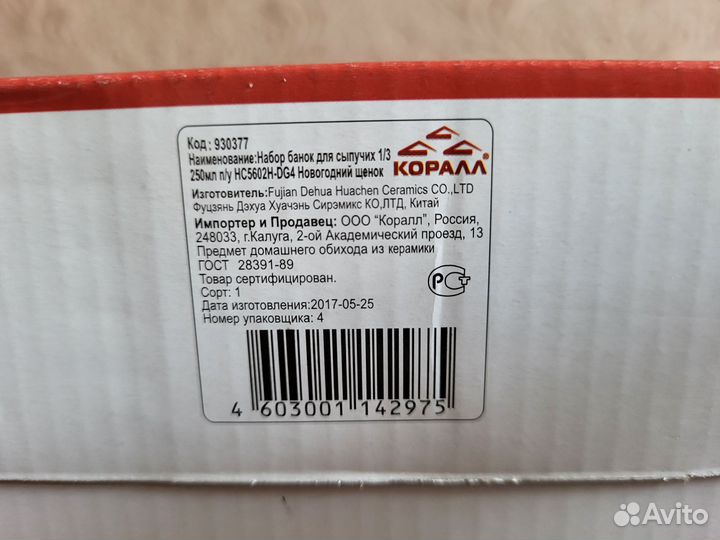 Код : 930377
Наименование:Набор банок для сыпучих 1/3
250мл п/у HC5602H-DG4 Новогодний щенок
КОРАЛЛ®
Изготовитель:Fujian Dehua Huachen Ceramics CO.,LTD
Фуцзянь Дэхуа Хуачэнь Сирэмикс КО,ЛТД, Китай
Импортер и Продавец: ООО “Коралл”, Россия,
248033, г.Калуга, 2-ой Академический проезд, 13
Предмет домашнего обихода из керамики
ГОСТ 28391-89
Товар сертифицирован.
Сорт: 1
Дата изготовления:2017-05-25
Номер упаковщика: 4
РСТ
4 603001 142975
Avito